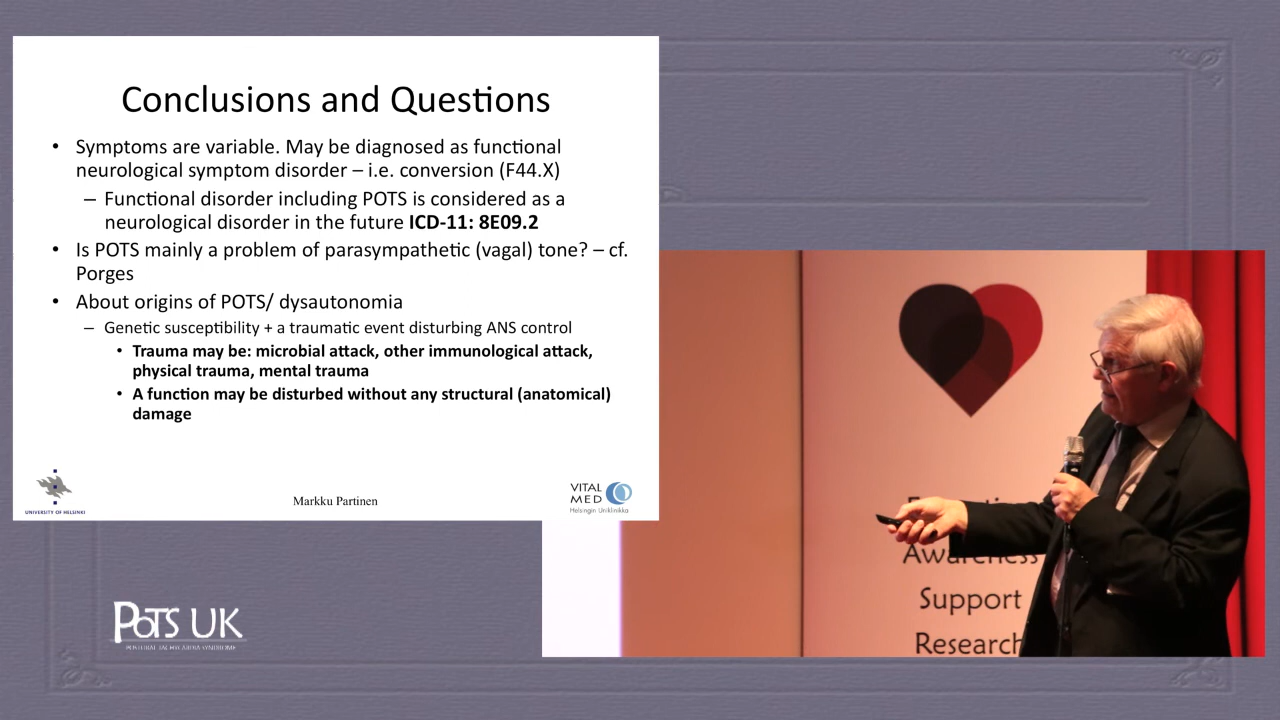 Conclusions and Questions
• Symptoms are variable. May be diagnosed as functional
neurological symptom disorder – i.e. conversion (F44.X)
– Functional disorder including POTS is considered as a
neurological disorder in the future ICD-11: 8E09.2
• Is POTS mainly a problem of parasympathetic (vagal) tone? – cf.
Porges
• About origins of POTS/ dysautonomia
– Genetic susceptibility + a traumatic event disturbing ANS control
• Trauma may be: microbial attack, other immunological attack,
physical trauma, mental trauma
• A function may be disturbed without any structural (anatomical)
damage
UNIVERSITY OF HELSINKI
Markku Partinen
VITAL
MED
Helsingin Uniklinikka
Awareness
Support
Research
PoTS UK
POSTURAL TACHYCARDIA SYNDROME